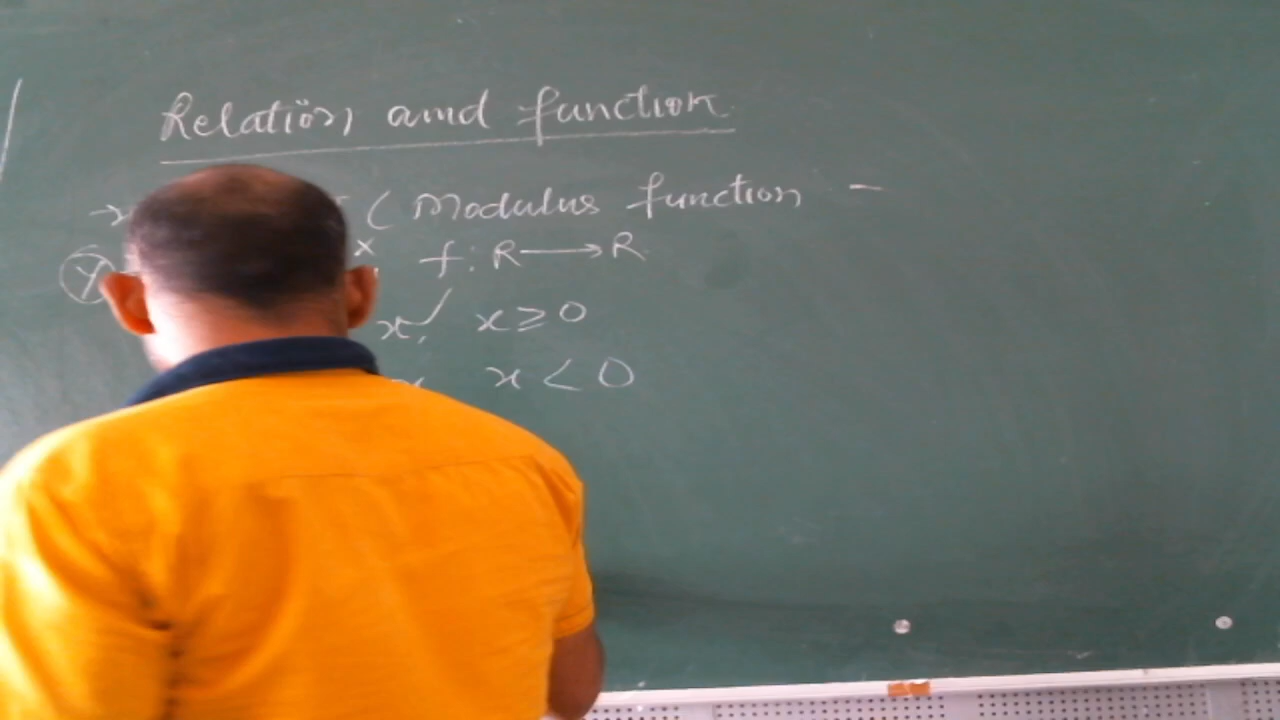 Relation and function
→ ( Modulus function -
Y x f: R → R
x, ✓ x ≥ 0
x x < 0